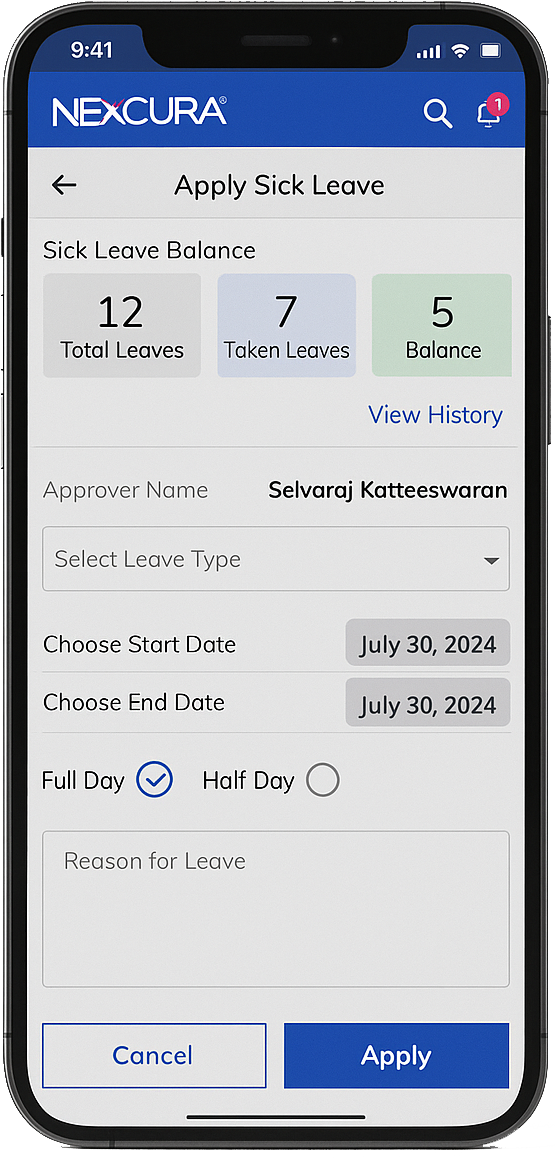 9:41
NEXCURA®
1
Apply Sick Leave
Sick Leave Balance
12
Total Leaves
7
Taken Leaves
5
Balance
View History
Approver Name Selvaraj Katteeswaran
Select Leave Type
Choose Start Date July 30, 2024
Choose End Date July 30, 2024
Full Day Half Day
Reason for Leave
Cancel Apply